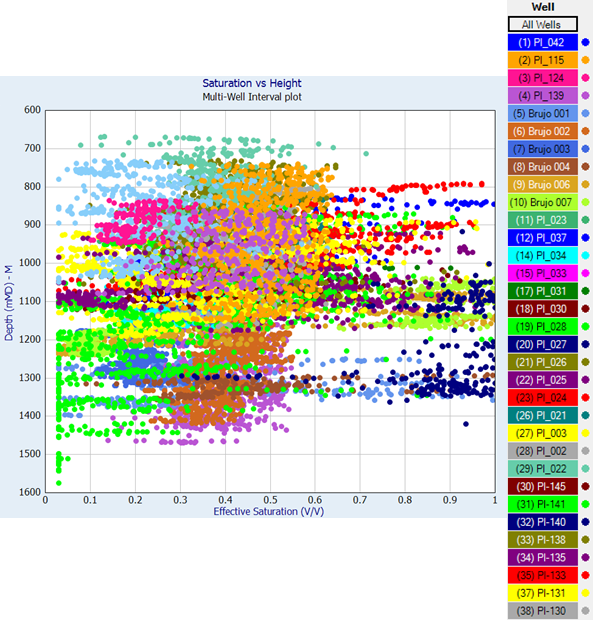 Well
All Wells
(1) PI_042
(2) PI_115
(3) PI_124
(4) PI_139
(5) Brujo 001
(6) Brujo 002
(7) Brujo 003
(8) Brujo 004
(9) Brujo 006
(10) Brujo 007
(11) PI_023
(12) PI_037
(14) PI_034
(15) PI_033
(17) PI_031
(18) PI_030
(19) PI_028
(20) PI_027
(21) PI_026
(22) PI_025
(23) PI_024
(26) PI_021
(27) PI_003
(28) PI_002
(29) PI_022
(30) PI-145
(31) PI-141
(32) PI-140
(33) PI-138
(34) PI-135
(35) PI-133
(37) PI-131
(38) PI-130
Saturation vs Height
Multi-Well Interval plot
Depth (mMD) - M
600
700
800
900
1000
1100
1200
1300
1400
1500
1600
0 0.1 0.2 0.3 0.4 0.5 0.6 0.7 0.8 0.9 1
Effective Saturation (V/V)